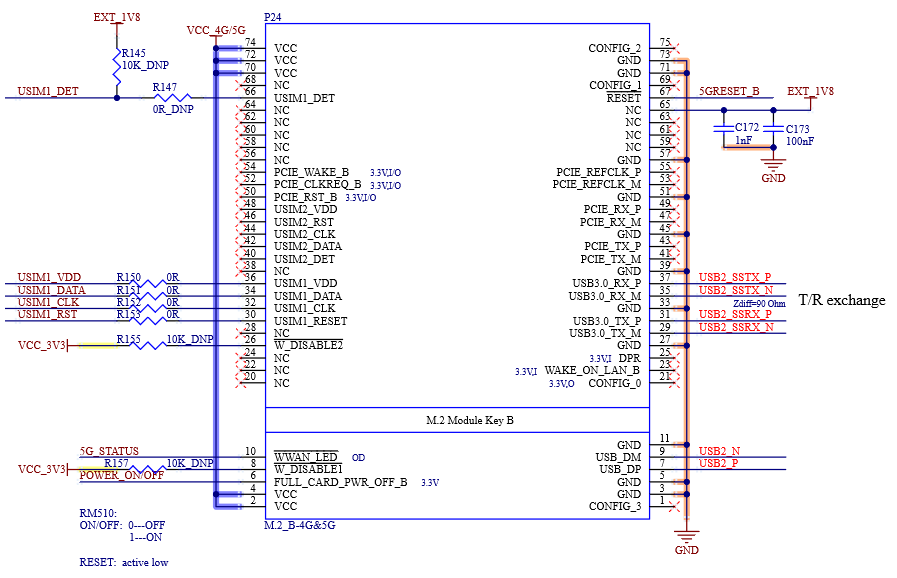 EXT_1V8
P24
VCC_4G/5G
R145
10K_DNP
USIM1_DET
R147
0R_DNP
74 VCC CONFIG_2 75
72 VCC GND 73
70 VCC GND 71
68 NC CONFIG_1 69
66 USIM1_DET RESET 67 5GRESET_B EXT_1V8
64 NC NC 65
62 NC NC 63
60 NC NC 61
58 NC NC 59
56 NC GND 57
C172
1nF
C173
100nF
GND
54 PCIE_WAKE_B 3.3V,I/O PCIE_REFCLK_P 55
52 PCIE_CLKREQ_B 3.3V,I/O PCIE_REFCLK_M 53
50 PCIE_RST_B 3.3V,I/O GND 51
48 USIM2_VDD PCIE_RX_P 49
46 USIM2_RST PCIE_RX_M 47
44 USIM2_CLK GND 45
42 USIM2_DATA PCIE_TX_P 43
40 USIM2_DET PCIE_TX_M 41
38 NC GND 39
USIM1_VDD R150 0R 36 USIM1_VDD USB3.0_RX_P 37 USB2_SSTX_P
USIM1_DATA R151 0R 34 USIM1_DATA USB3.0_RX_M 35 USB2_SSTX_N
T/R exchange
USIM1_CLK R152 0R 32 USIM1_CLK GND 33 Zdiff=90 Ohm
USIM1_RST R153 0R 30 USIM1_RESET USB3.0_TX_P 31 USB2_SSRX_P
28 NC USB3.0_TX_M 29 USB2_SSRX_N
VCC_3V3 R155 10K_DNP 26 W_DISABLE2 GND 27
24 NC 3.3V,I DPR 25
22 NC 3.3V,I WAKE_ON_LAN_B 23
20 NC 3.3V,O CONFIG_0 21
M.2 Module Key B
GND 11
5G_STATUS 10 WWAN_LED OD USB_DM 9 USB2_N
VCC_3V3 R157 10K_DNP 8 W_DISABLE1 USB_DP 7 USB2_P
POWER_ON/OFF 6 FULL_CARD_PWR_OFF_B 3.3V GND 5
4 VCC GND 3
2 VCC CONFIG_3 1
M.2_B-4G&5G
GND
RM510:
ON/OFF: 0---OFF
1---ON
RESET: active low